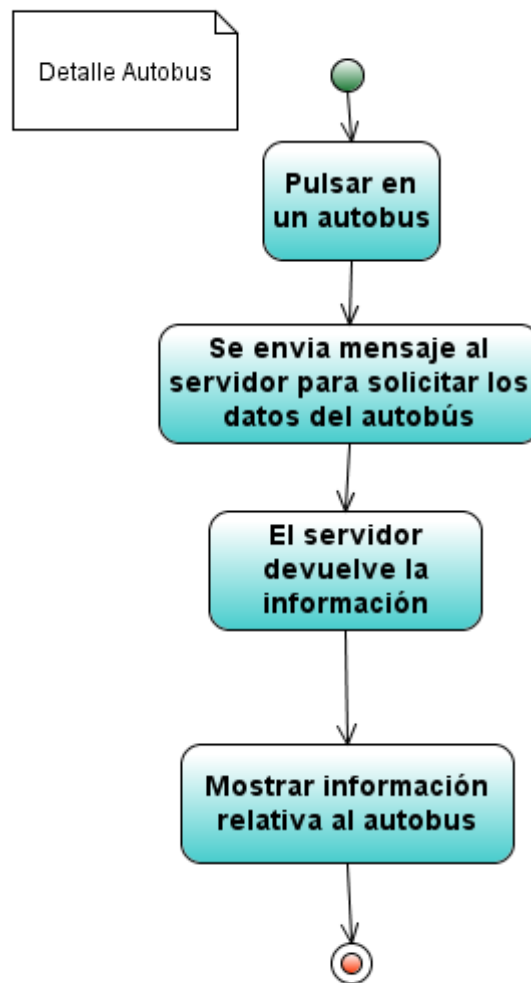 Detalle Autobus
Pulsar en
un autobus
Se envia mensaje al
servidor para solicitar los
datos del autobús
El servidor
devuelve la
información
Mostrar información
relativa al autobus